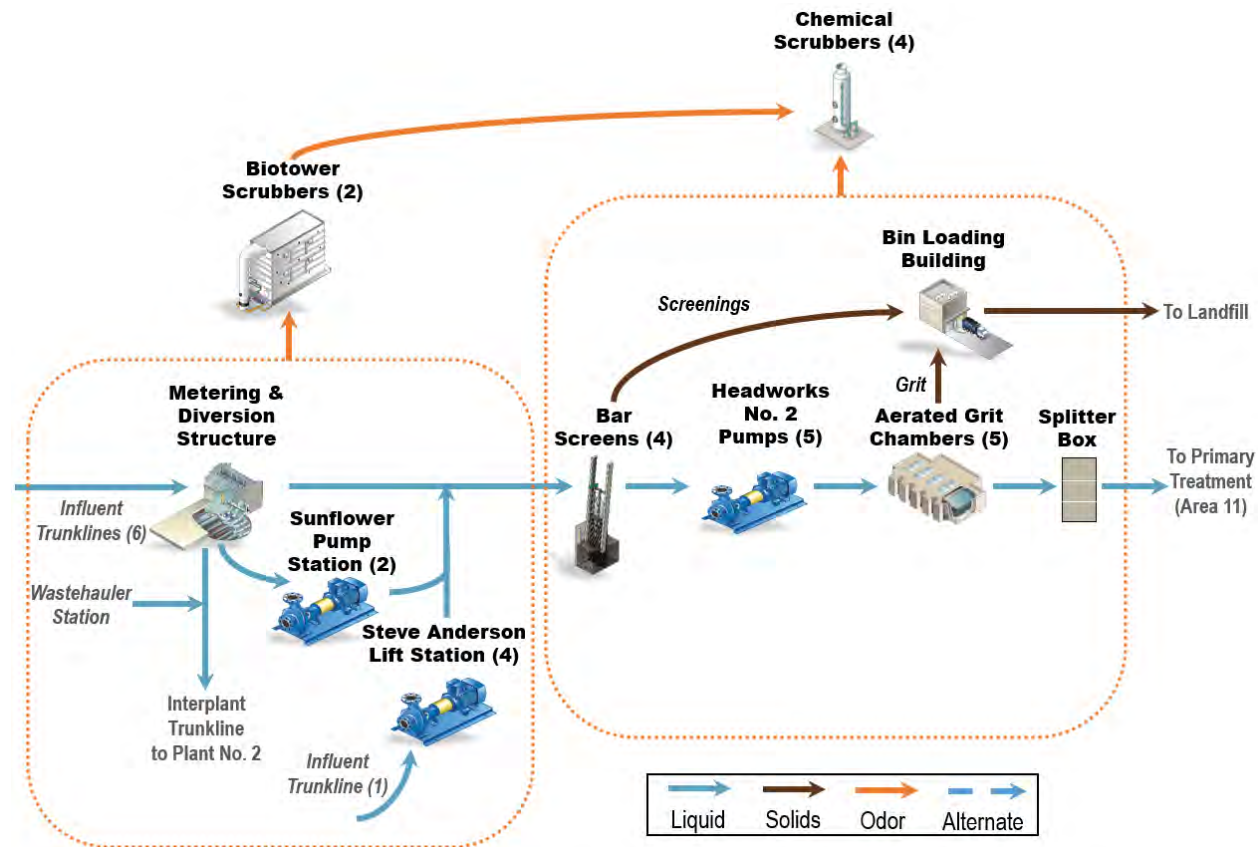 Chemical
Scrubbers (4)
Biotower
Scrubbers (2)
Bin Loading
Building
Screenings
To Landfill
Metering &
Diversion
Structure
Grit
Bar
Screens (4)
Headworks
No. 2
Pumps (5)
Aerated Grit
Chambers (5)
Splitter
Box
To Primary
Treatment
(Area 11)
Influent
Trunklines (6)
Sunflower
Pump
Station (2)
Wastehauler
Station
Steve Anderson
Lift Station (4)
Interplant
Trunkline
to Plant No. 2
Influent
Trunkline (1)
Liquid
Solids
Odor
Alternate